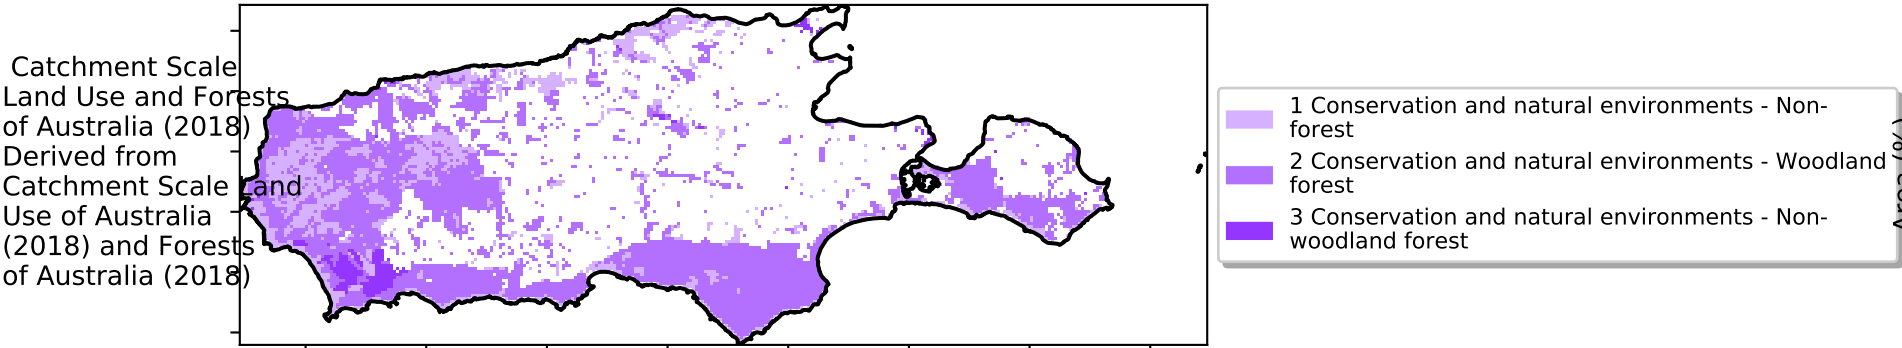 Catchment Scale
Land Use and Forests
of Australia (2018)
Derived from
Catchment Scale Land
Use of Australia
(2018) and Forests
of Australia (2018)
1 Conservation and natural environments - Non-
forest
2 Conservation and natural environments - Woodland
forest
3 Conservation and natural environments - Non-
woodland forest